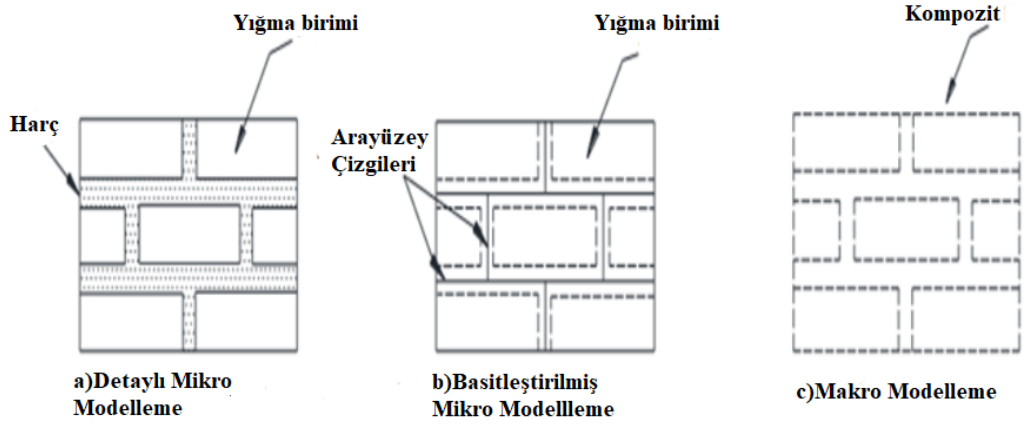 Yığma birimi
Harç
a)Detaylı Mikro
Modelleme
Yığma birimi
Arayüzey
Çizgileri
b)Basitleştirilmiş
Mikro Modellleme
Kompozit
c)Makro Modelleme